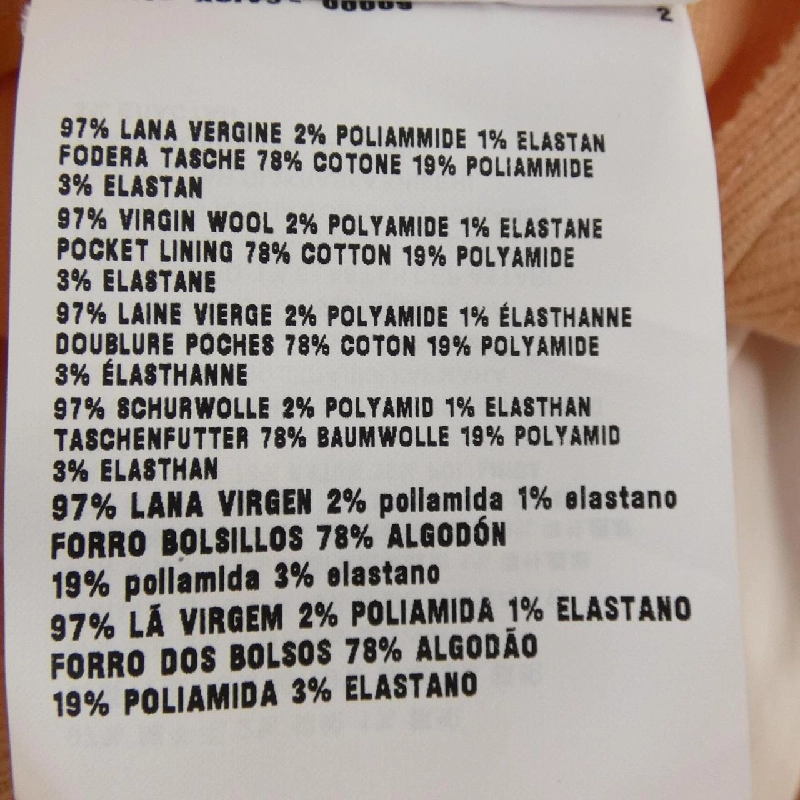 2
97% LANA VERGINE 2% POLIAMMIDE 1% ELASTAN
FODERA TASCHE 78% COTONE 19% POLIAMMIDE
3% ELASTAN
97% VIRGIN WOOL 2% POLYAMIDE 1% ELASTANE
POCKET LINING 78% COTTON 19% POLYAMIDE
3% ELASTANE
97% LAINE VIERGE 2% POLYAMIDE 1% ÉLASTHANNE
DOUBLURE POCHES 78% COTON 19% POLYAMIDE
3% ÉLASTHANNE
97% SCHURWOLLE 2% POLYAMID 1% ELASTHAN
TASCHENFUTTER 78% BAUMWOLLE 19% POLYAMID
3% ELASTHAN
97% LANA VIRGEN 2% poliamida 1% elastano
FORRO BOLSILLOS 78% ALGODÓN
19% poliamida 3% elastano
97% LÃ VIRGEM 2% POLIAMIDA 1% ELASTANO
FORRO DOS BOLSOS 78% ALGODÃO
19% POLIAMIDA 3% ELASTANO